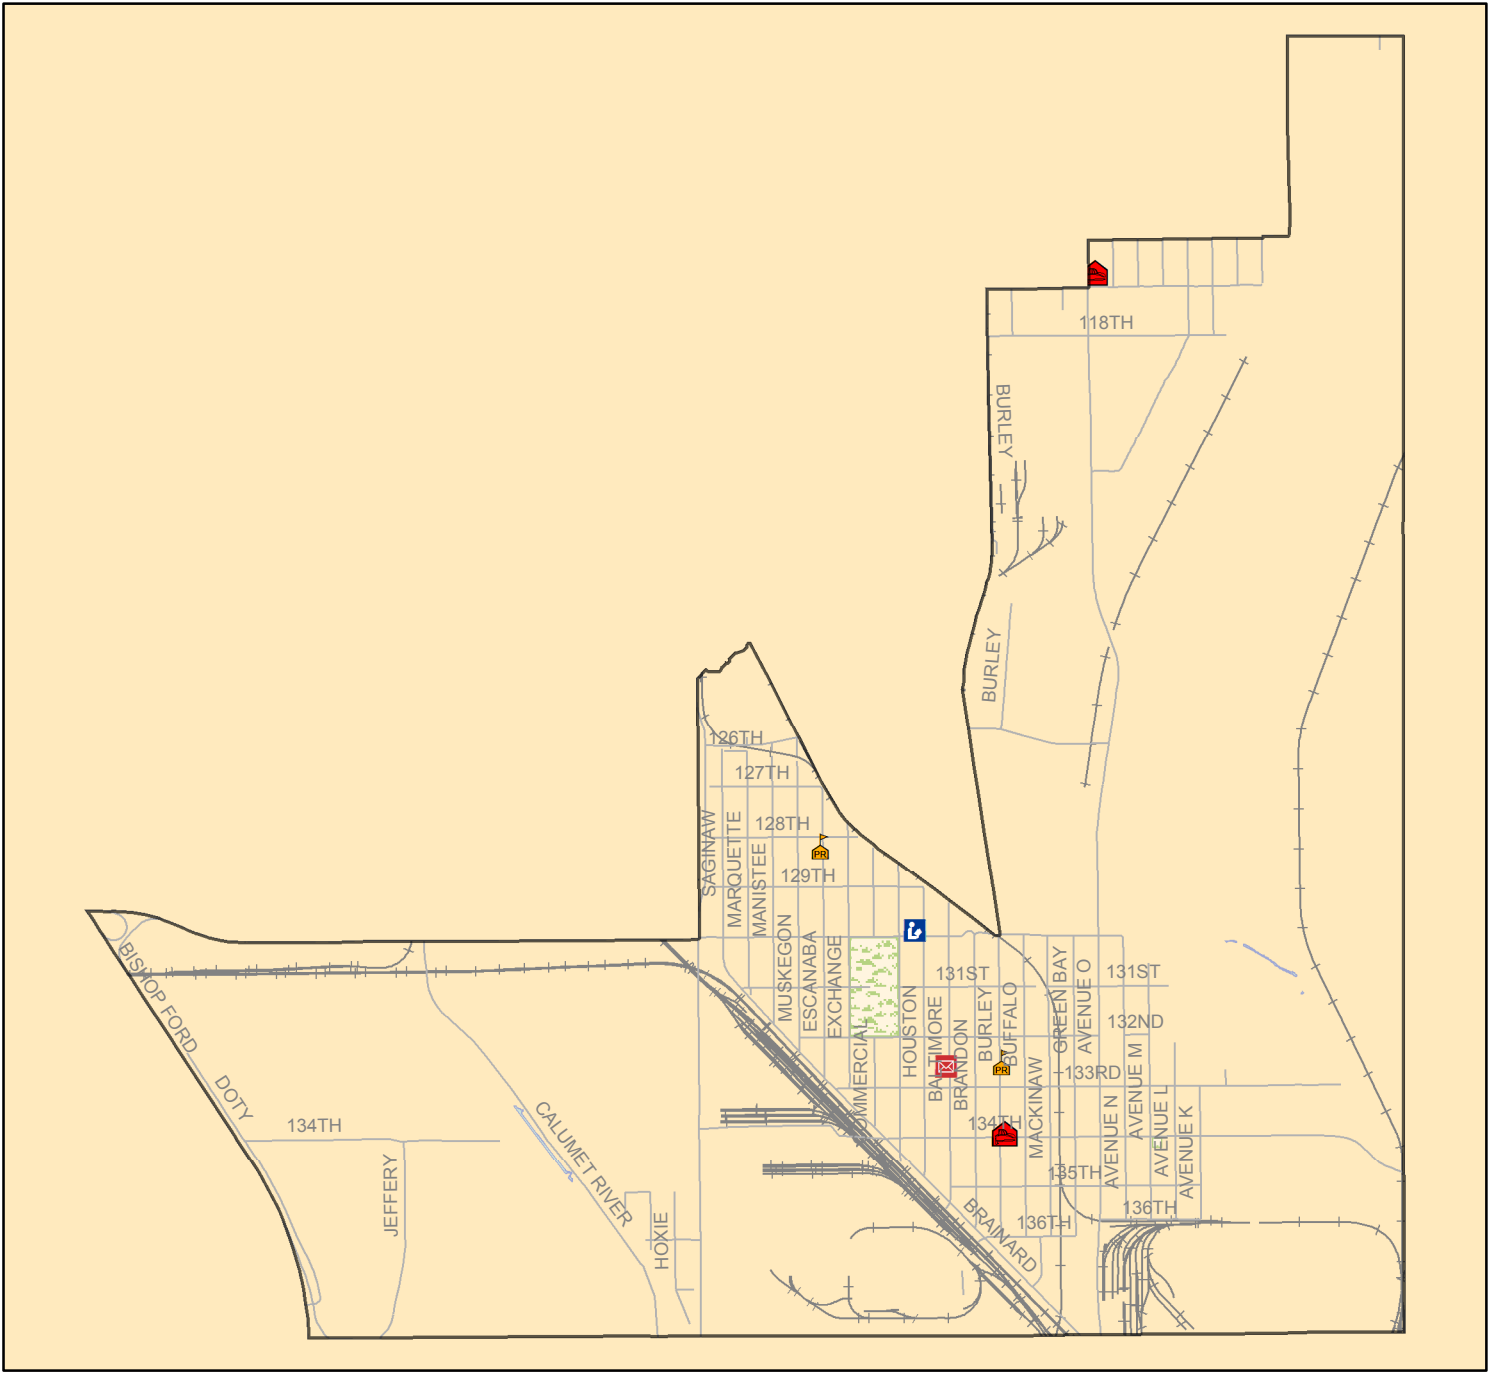 118TH
BURLEY
BURLEY
126TH
127TH
128TH
129TH
SAGINAW
MARQUETTE
MANISTEE
MUSKEGON
ESCANABA
EXCHANGE
COMMERCIAL
HOUSTON
BALTIMORE
BRANDON
BURLEY
BUFFALO
MACKINAW
GREEN BAY
AVENUE O
131ST
131ST
132ND
133RD
134TH
135TH
136TH
136TH
AVENUE N
AVENUE M
AVENUE L
AVENUE K
BRAINARD
BISHOP FORD
DOTY
134TH
JEFFERY
CALUMET RIVER
HOXIE
PR
PR